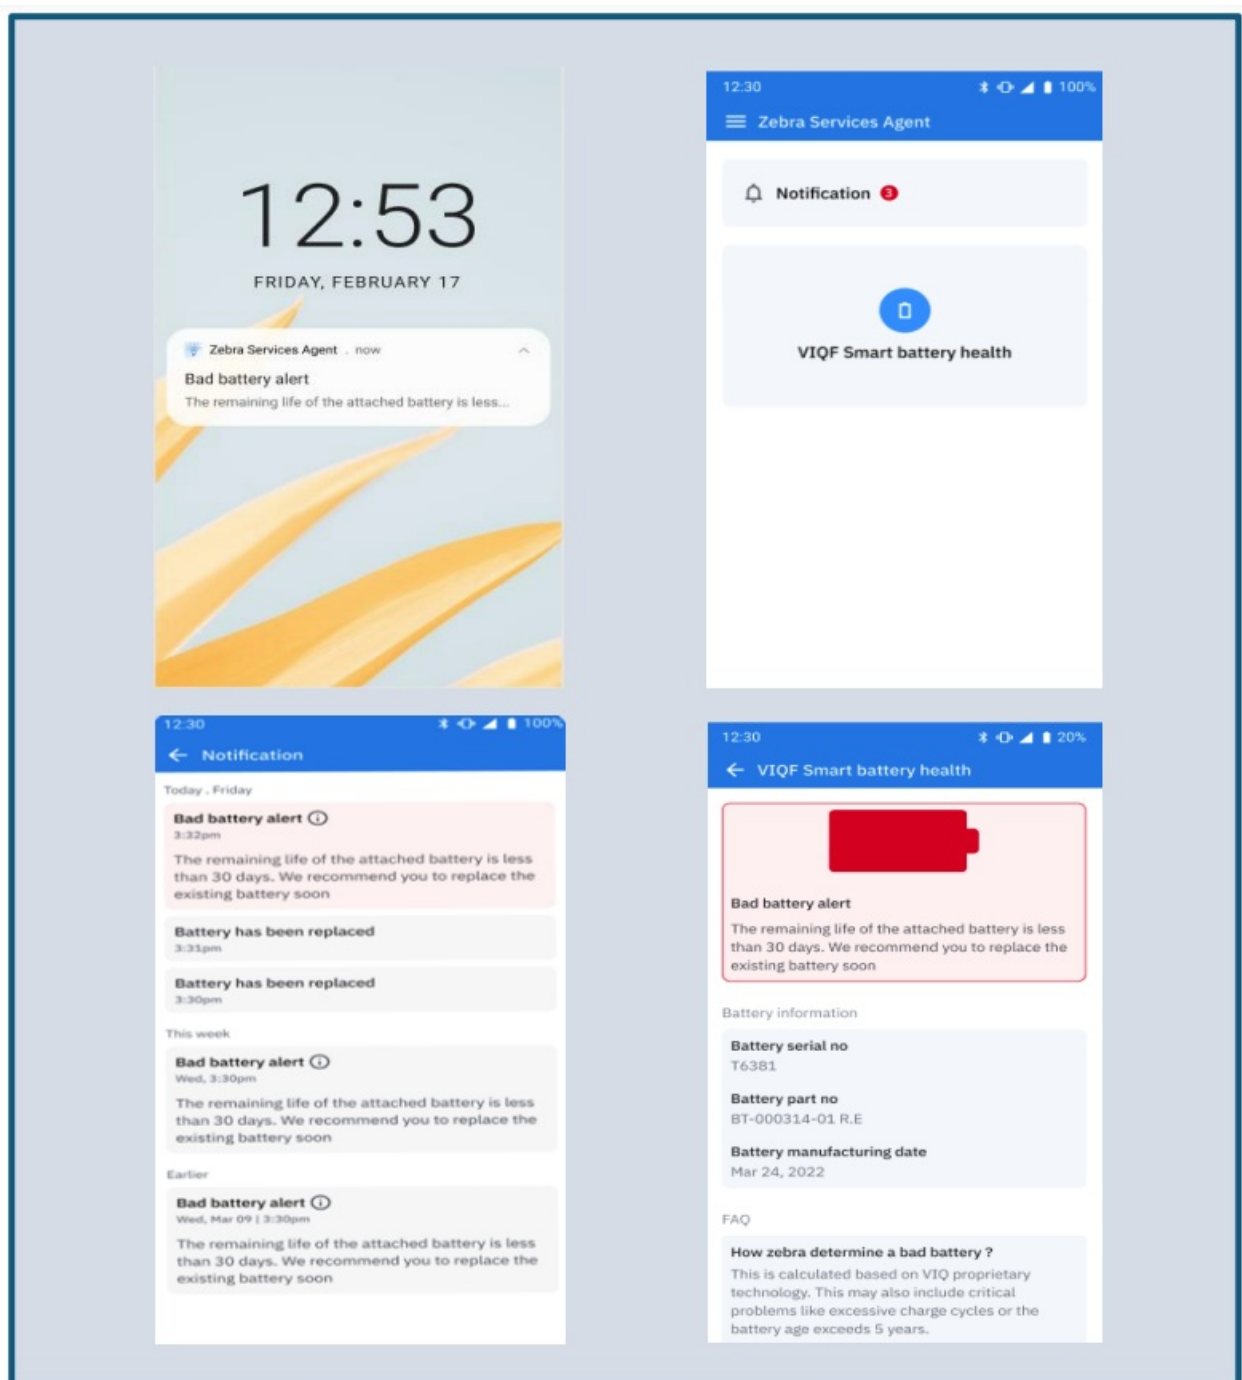 12:53
FRIDAY, FEBRUARY 17
Zebra Services Agent . now
Bad battery alert
The remaining life of the attached battery is less...
12:30 100%
Zebra Services Agent
Notification 3
VIQF Smart battery health
12:30 100%
Notification
Today . Friday
Bad battery alert
3:32pm
The remaining life of the attached battery is less
than 30 days. We recommend you to replace the
existing battery soon
Battery has been replaced
3:31pm
Battery has been replaced
3:30pm
This week
Bad battery alert
Wed, 3:30pm
The remaining life of the attached battery is less
than 30 days. We recommend you to replace the
existing battery soon
Earlier
Bad battery alert
Wed, Mar 09 | 3:30pm
The remaining life of the attached battery is less
than 30 days. We recommend you to replace the
existing battery soon
12:30 20%
VIQF Smart battery health
Bad battery alert
The remaining life of the attached battery is less
than 30 days. We recommend you to replace the
existing battery soon
Battery information
Battery serial no
T6381
Battery part no
BT-000314-01 R.E
Battery manufacturing date
Mar 24, 2022
FAQ
How zebra determine a bad battery ?
This is calculated based on VIQ proprietary
technology. This may also include critical
problems like excessive charge cycles or the
battery age exceeds 5 years.